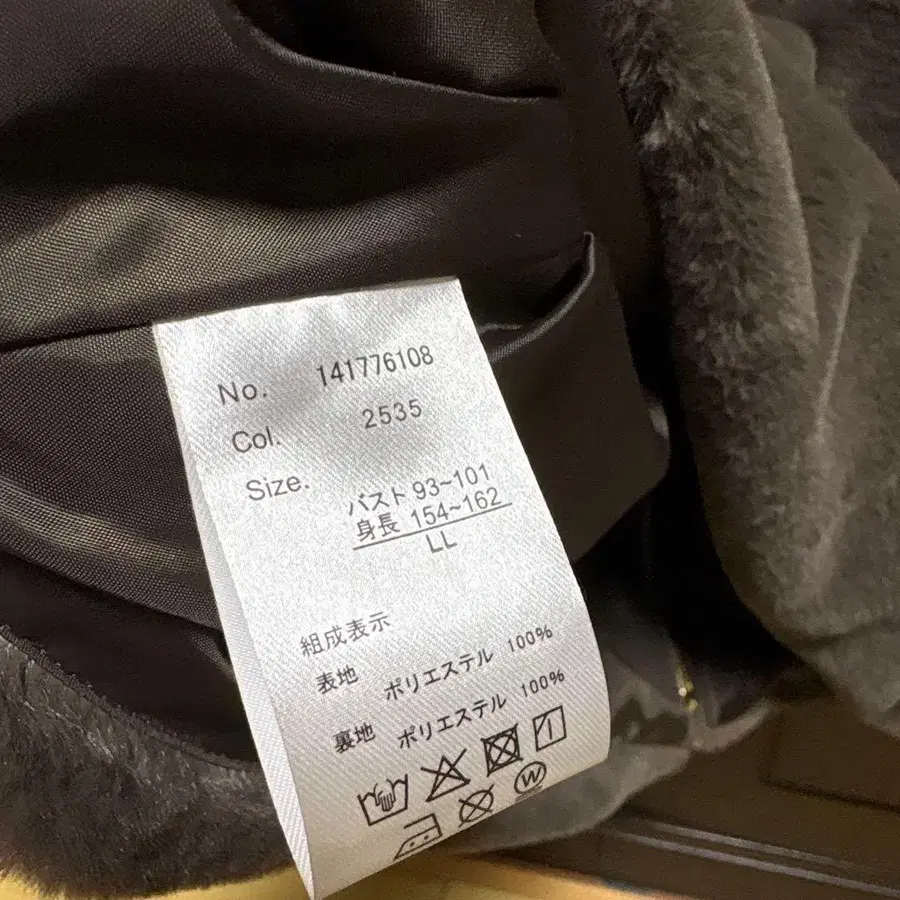 No. 141776108
Col. 2535
Size.
バスト 93~101
身長 154~162
LL
組成表示
表地 ポリエステル 100%
裏地 ポリエステル 100%
W